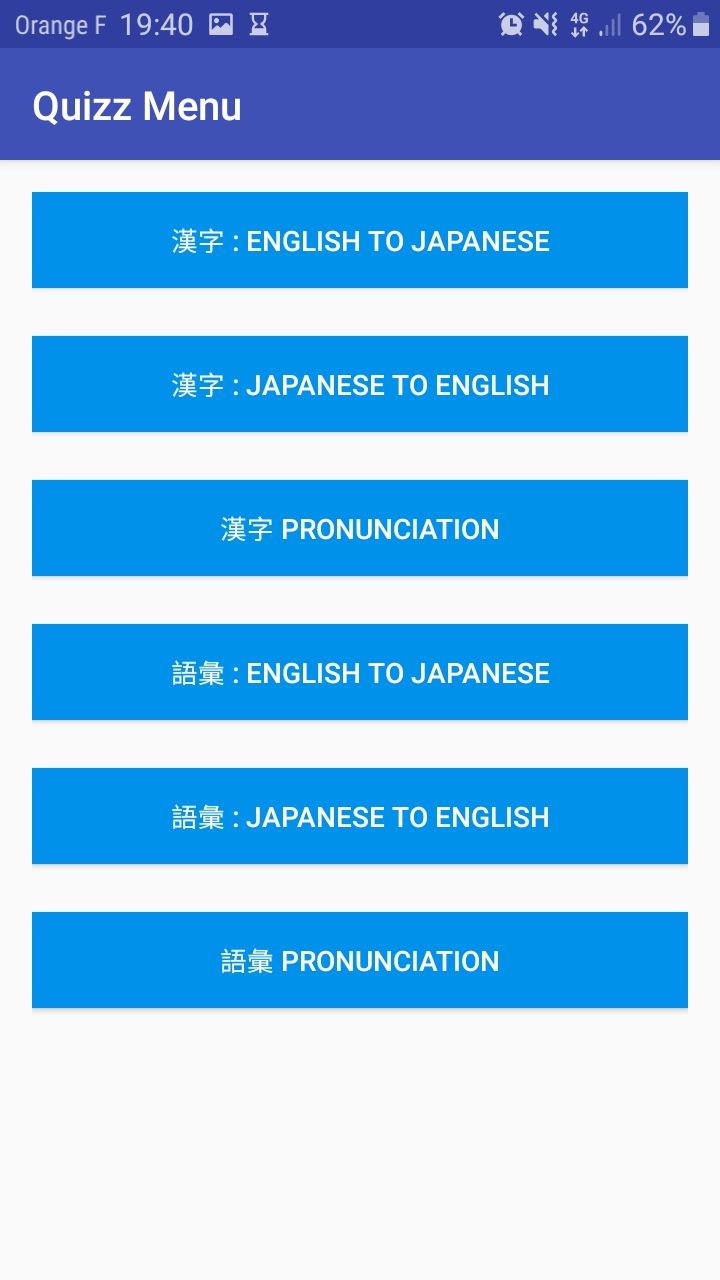 Orange F 19:40 4G 62%
Quizz Menu
漢字 : ENGLISH TO JAPANESE
漢字 : JAPANESE TO ENGLISH
漢字 PRONUNCIATION
語彙 : ENGLISH TO JAPANESE
語彙 : JAPANESE TO ENGLISH
語彙 PRONUNCIATION